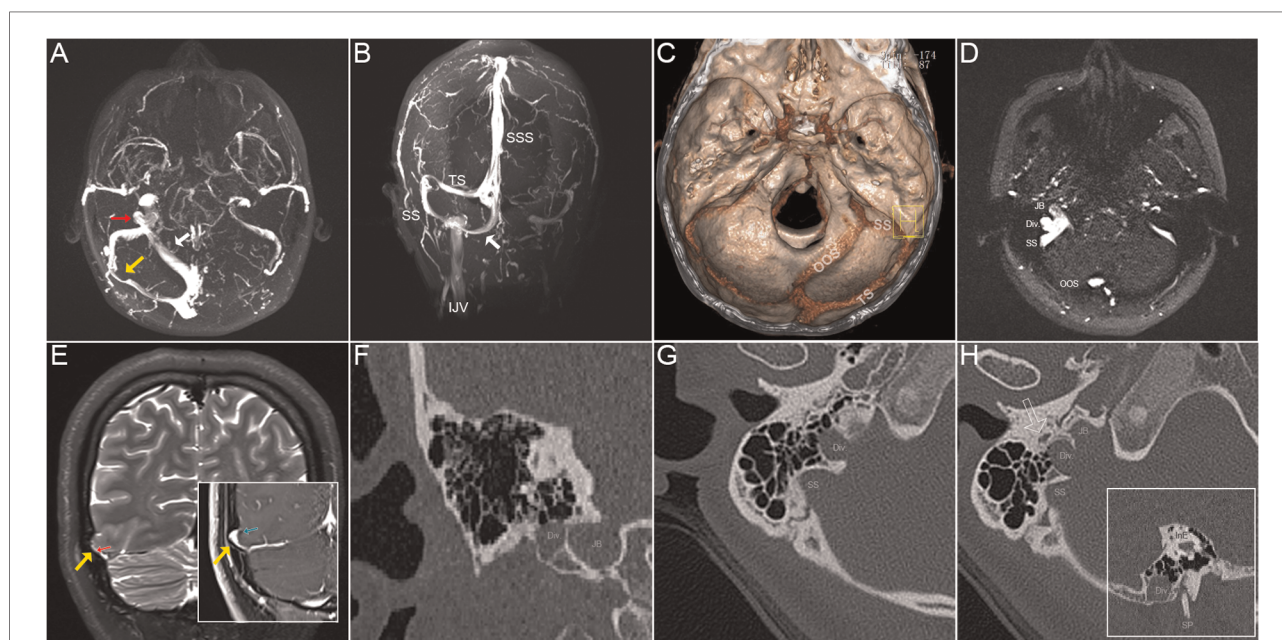 A
B
SSS
TS
SS
IJV
C
SS
OOS
TS
D
JB
Div.
SS
OOS
E
F
Div.
JB
G
Div.
SS
H
JB
Div.
SS
InE
Div.
SP